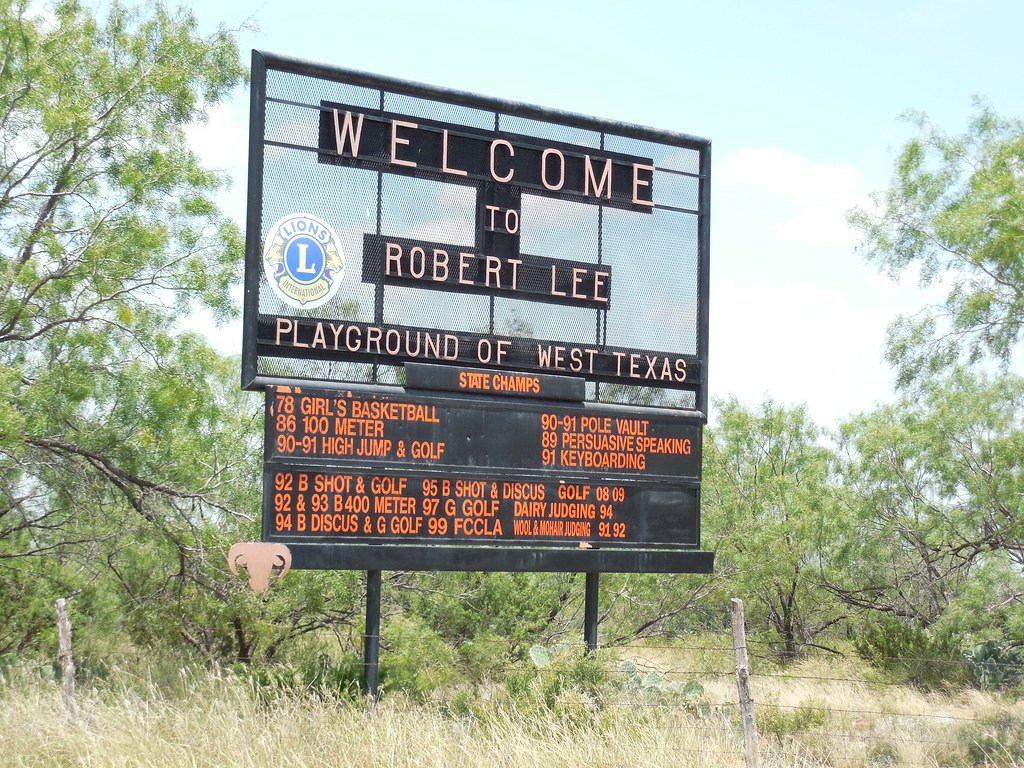 WELCOME
TO
ROBERT LEE
LIONS
L
INTERNATIONAL
PLAYGROUND OF WEST TEXAS
STATE CHAMPS
78 GIRL'S BASKETBALL
86 100 METER
90-91 HIGH JUMP & GOLF
90-91 POLE VAULT
89 PERSUASIVE SPEAKING
91 KEYBOARDING
92 B SHOT & GOLF 95 B SHOT & DISCUS GOLF 08 09
92 & 93 B 400 METER 97 G GOLF DAIRY JUDGING 94
94 B DISCUS & G GOLF 99 FCCLA WOOL & MOHAIR JUDGING 91 92